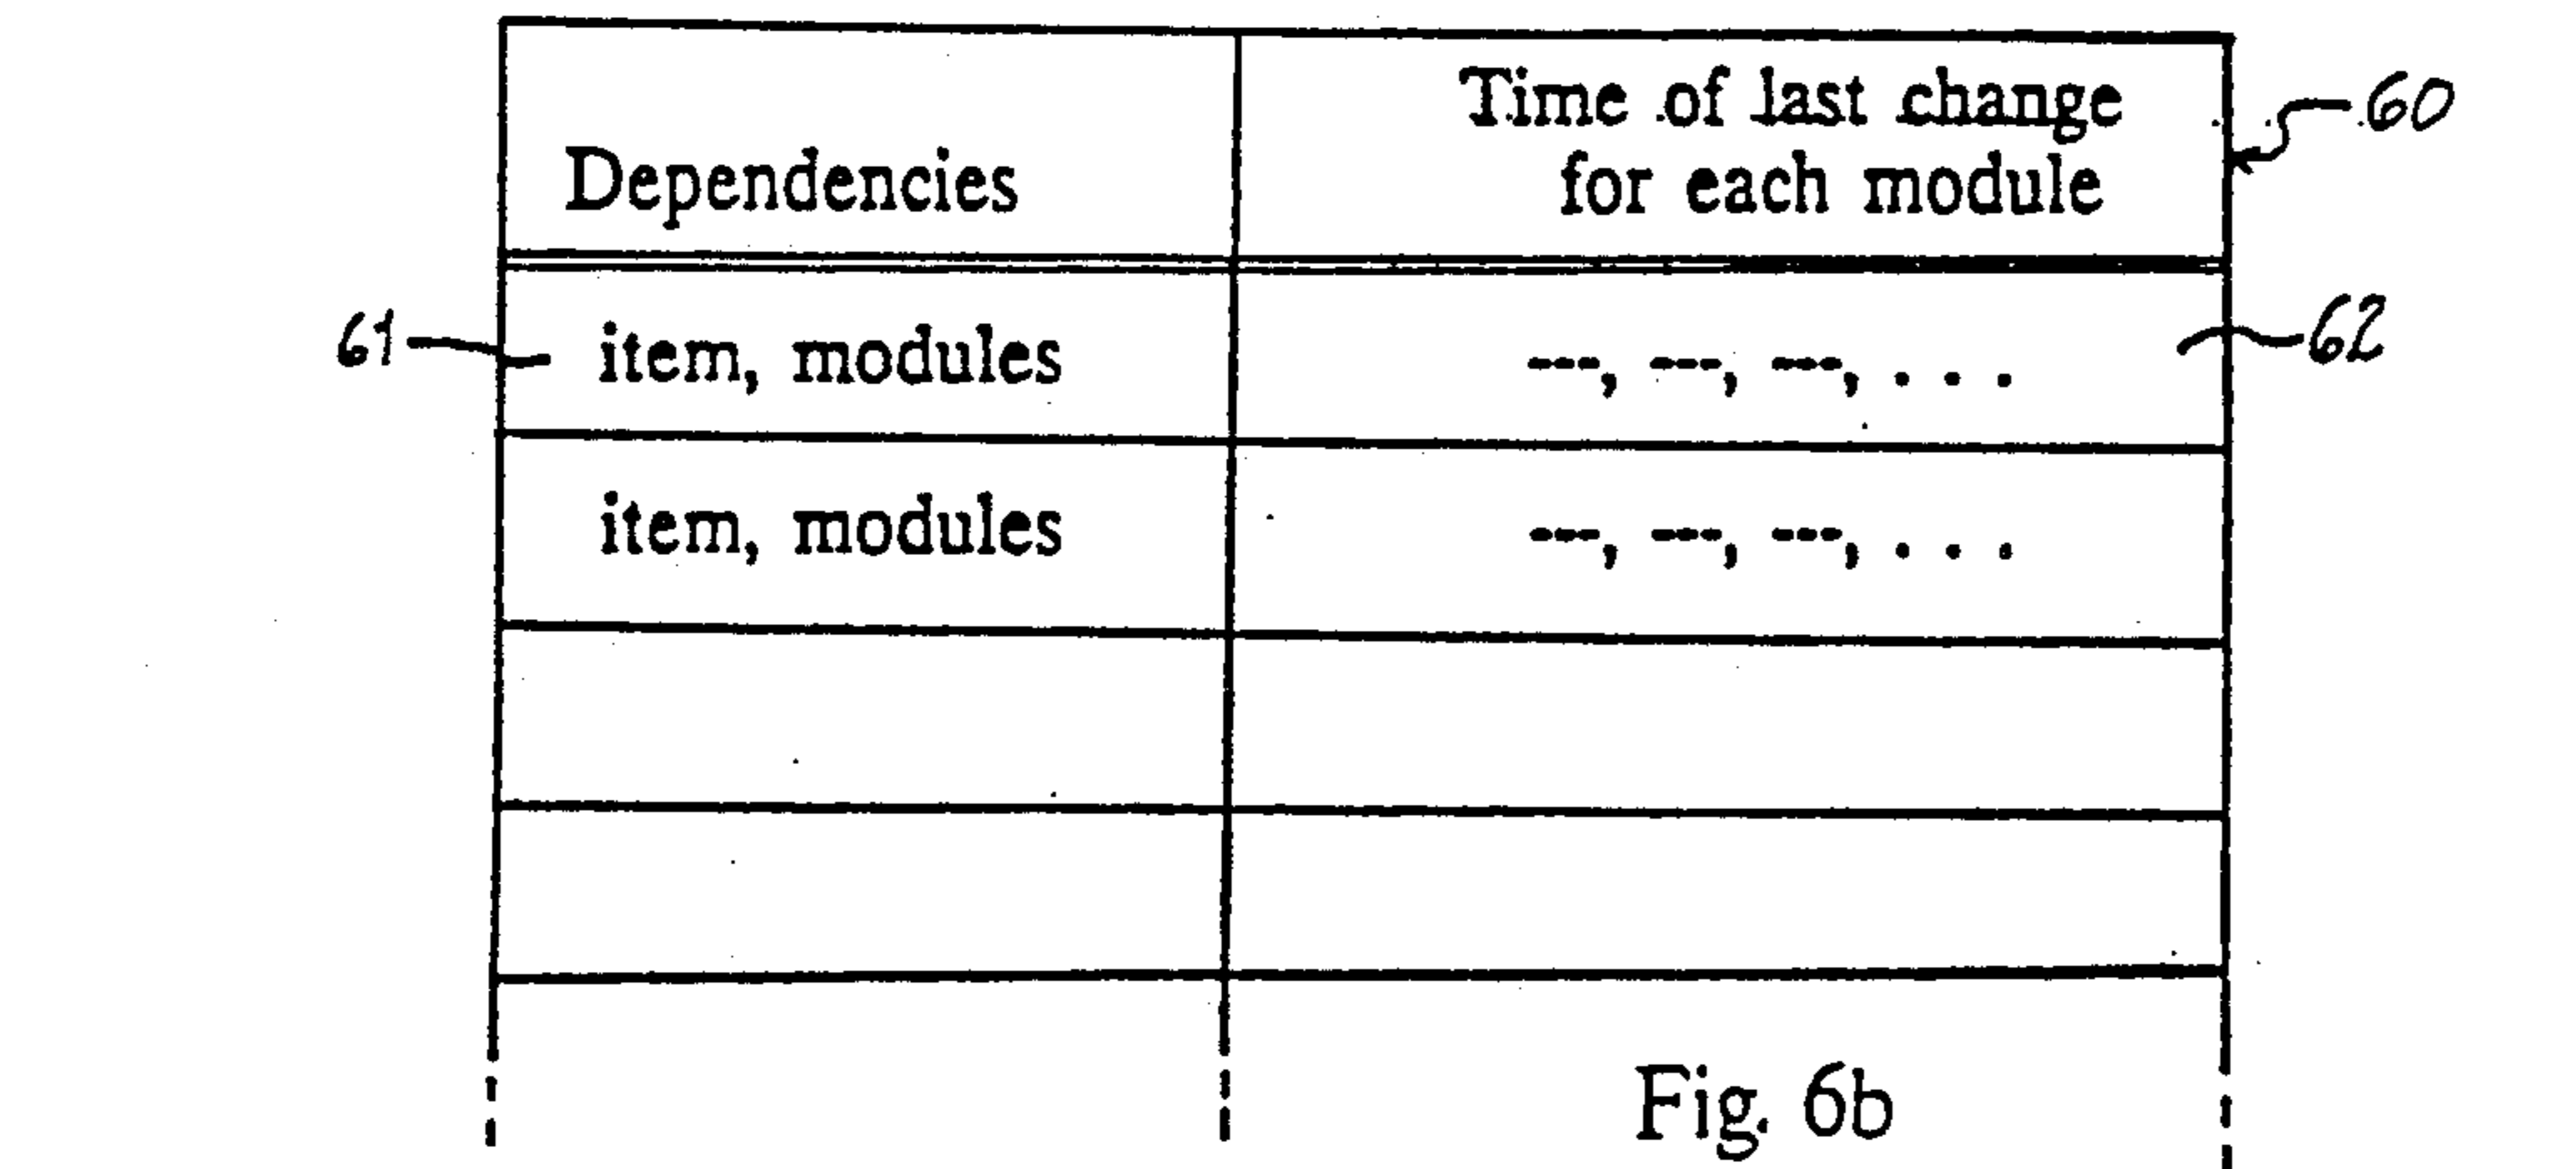 Time of last change
60
Dependencies
for each module
61
item, modules
---, ---, ---, . . .
62
item, modules
---, ---, ---, . . .
Fig. 6b